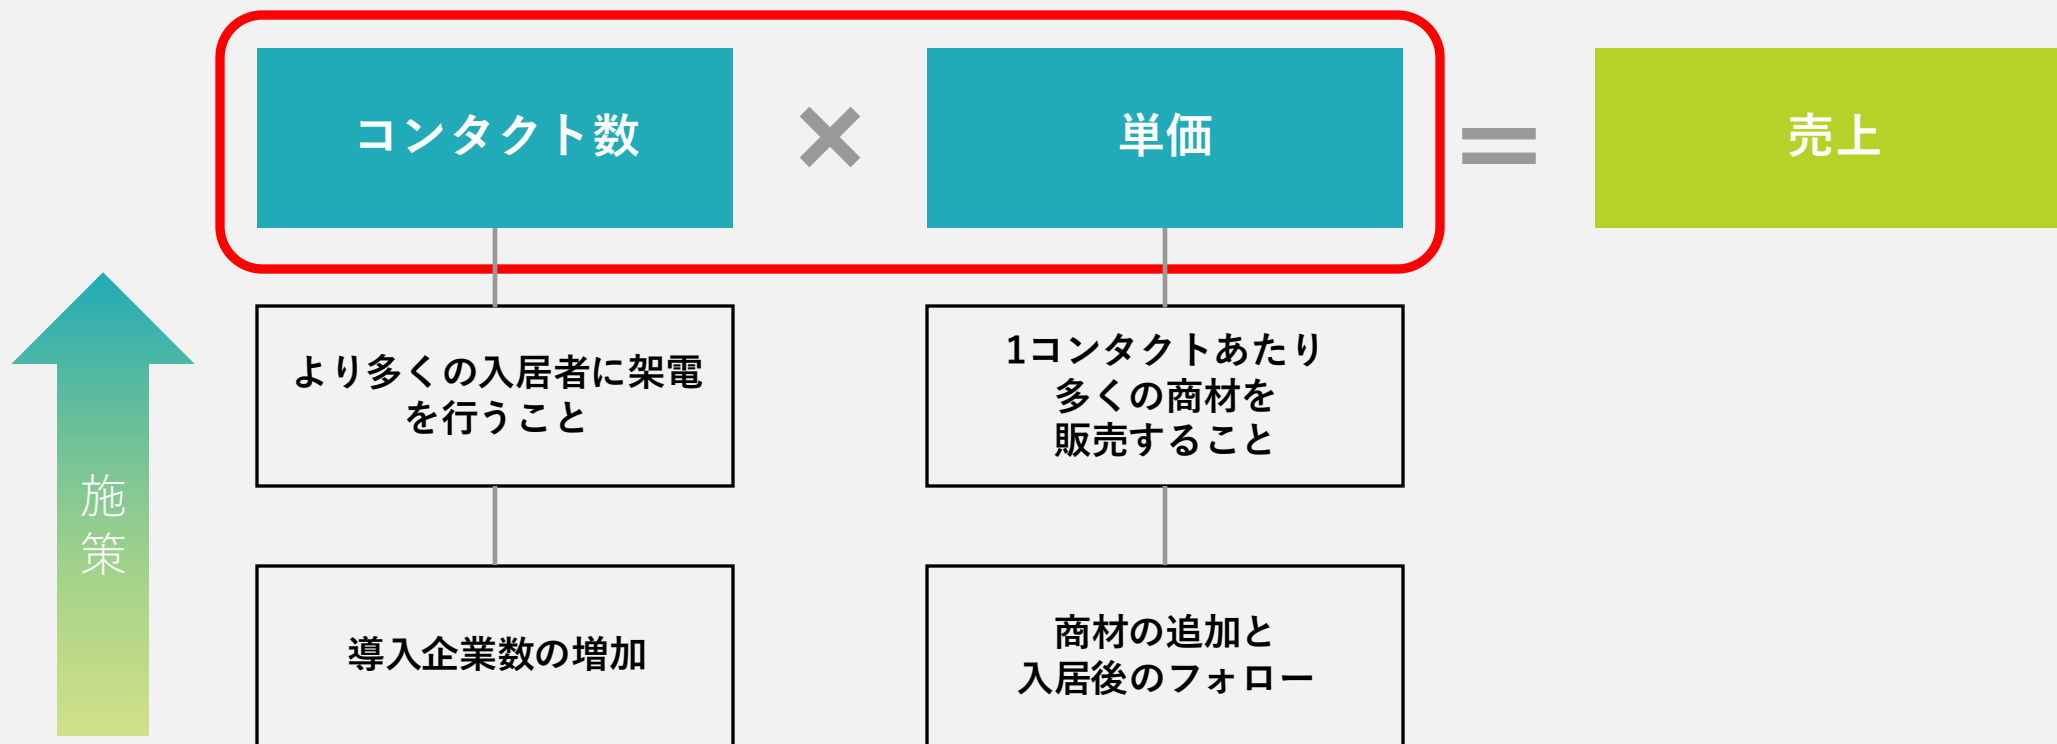 コンタクト数
×
単価
=
売上
より多くの入居者に架電
を行うこと
1コンタクトあたり
多くの商材を
販売すること
施
策
導入企業数の増加
商材の追加と
入居後のフォロー